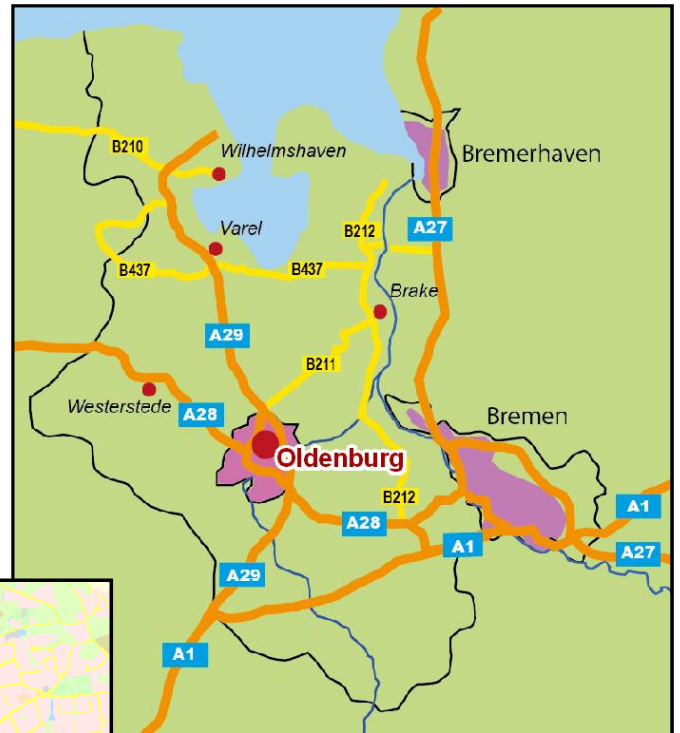 B210
Wilhelmshaven
Bremerhaven
Varel
B212
A27
B437
B437
Brake
A29
B211
Westerstede
A28
Bremen
Oldenburg
B212
A28
A1
A1
A27
A29
A1